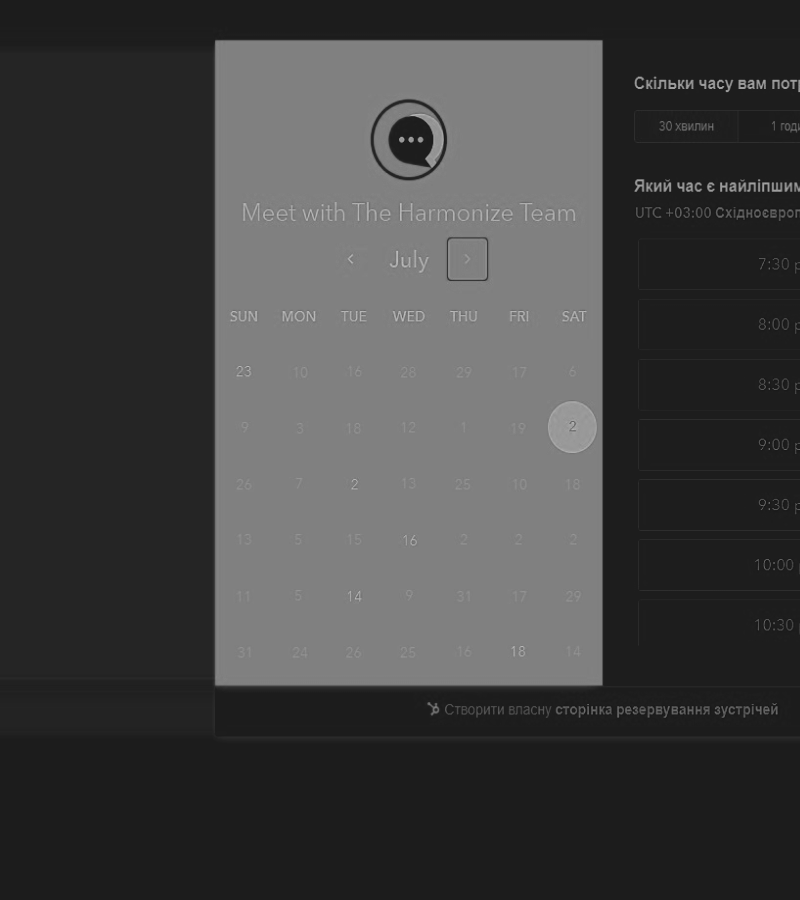 Meet with The Harmonize Team
July
SUN MON TUE WED THU FRI SAT
23 10 16 28 29 17 6
9 3 18 12 1 19 2
26 7 2 13 25 10 18
13 5 15 16 2 2 2
11 5 14 9 31 17 29
31 24 26 25 16 18 14
Скільки часу вам
30 хвилин 1
Який час є
UTC +03:00
7:30
8:00
8:30
9:00
9:30
10:00
10:30
Створити власну сторінка резервування зустрічей